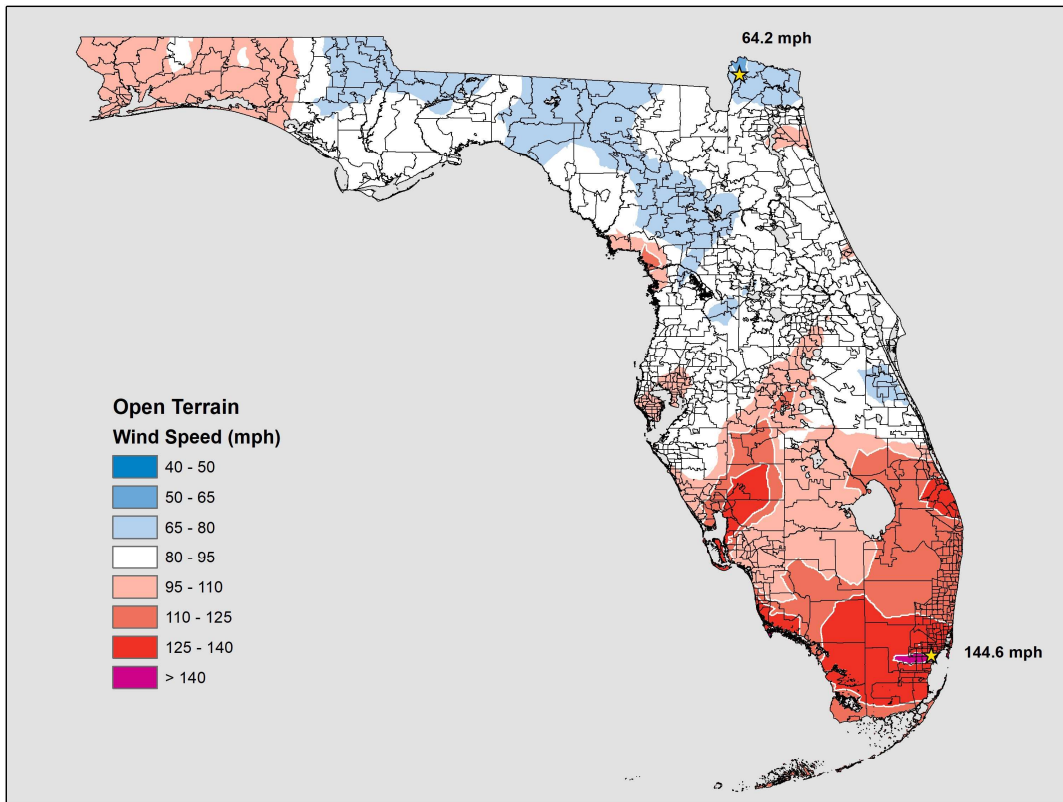 64.2 mph
Open Terrain
Wind Speed (mph)
40 - 50
50 - 65
65 - 80
80 - 95
95 - 110
110 - 125
125 - 140
> 140
144.6 mph